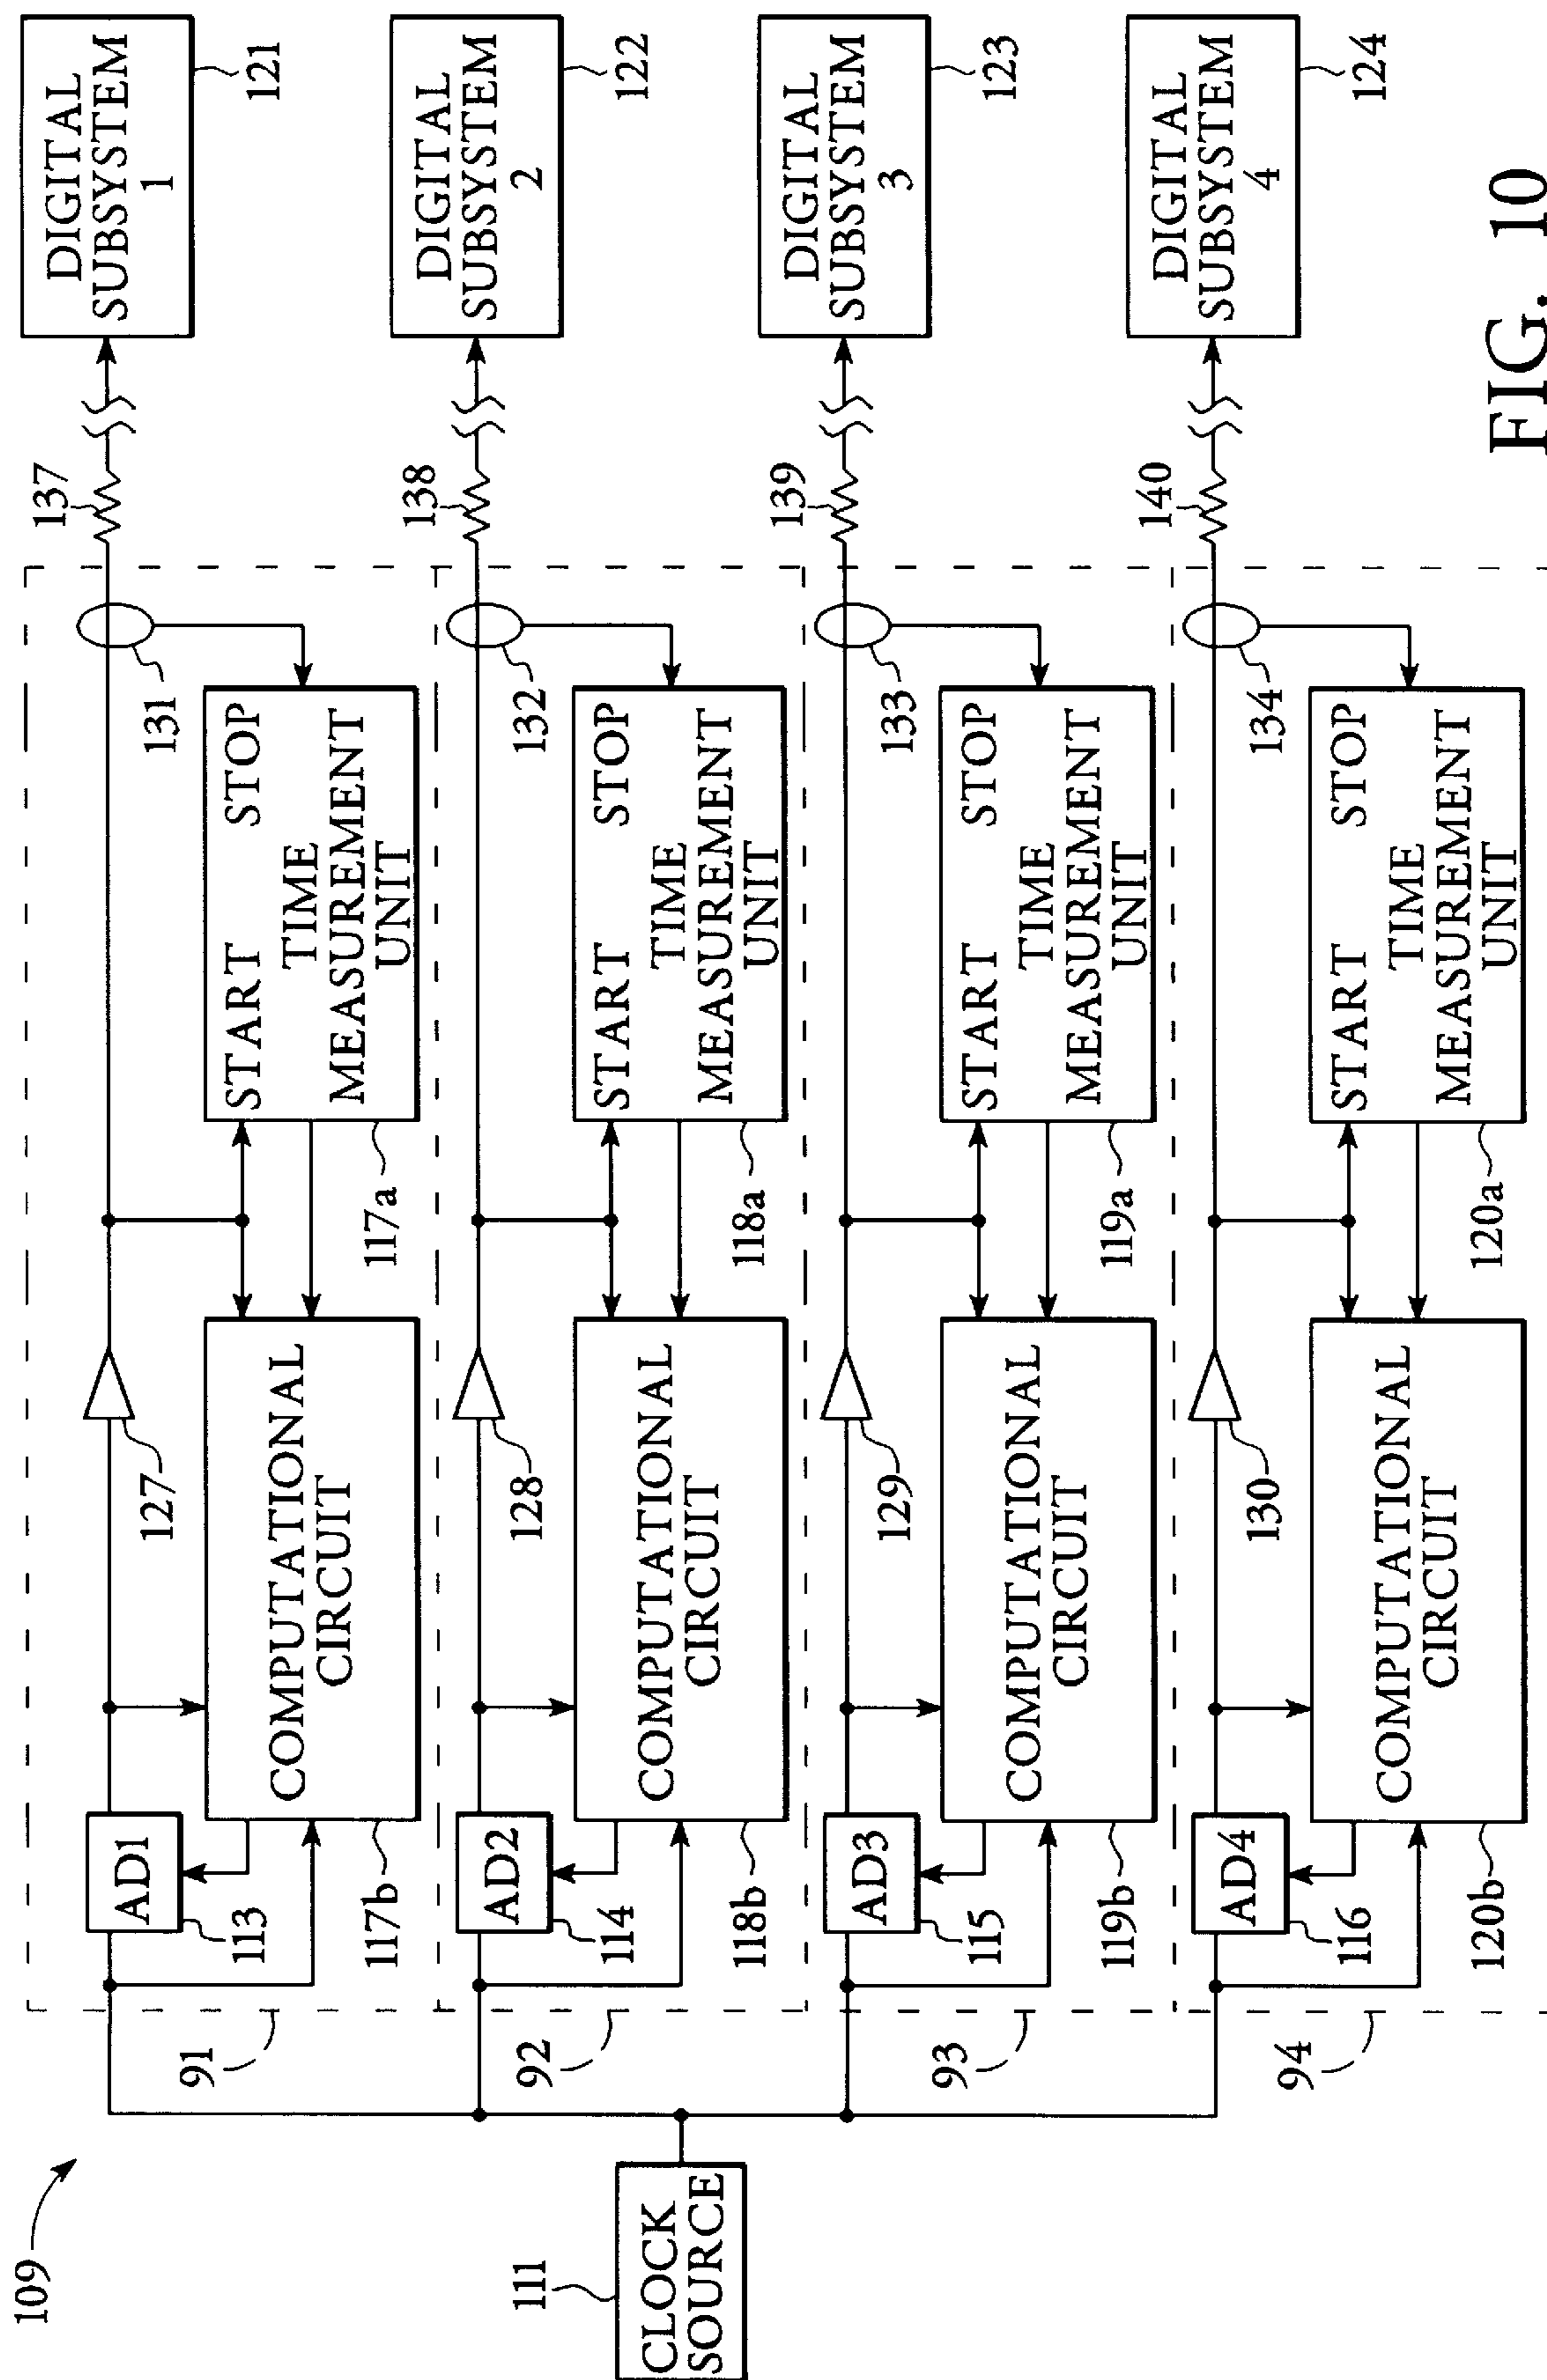 109
111
CLOCK
SOURCE
91
AD1
113
127
COMPUTATIONAL
CIRCUIT
117b
START STOP
TIME
MEASUREMENT
UNIT
117a
131
137
DIGITAL
SUBSYSTEM
1
121
92
AD2
114
128
COMPUTATIONAL
CIRCUIT
118b
START STOP
TIME
MEASUREMENT
UNIT
118a
132
138
DIGITAL
SUBSYSTEM
2
122
93
AD3
115
129
COMPUTATIONAL
CIRCUIT
119b
START STOP
TIME
MEASUREMENT
UNIT
119a
133
139
DIGITAL
SUBSYSTEM
3
123
94
AD4
116
130
COMPUTATIONAL
CIRCUIT
120b
START STOP
TIME
MEASUREMENT
UNIT
120a
134
140
DIGITAL
SUBSYSTEM
4
124
FIG. 10